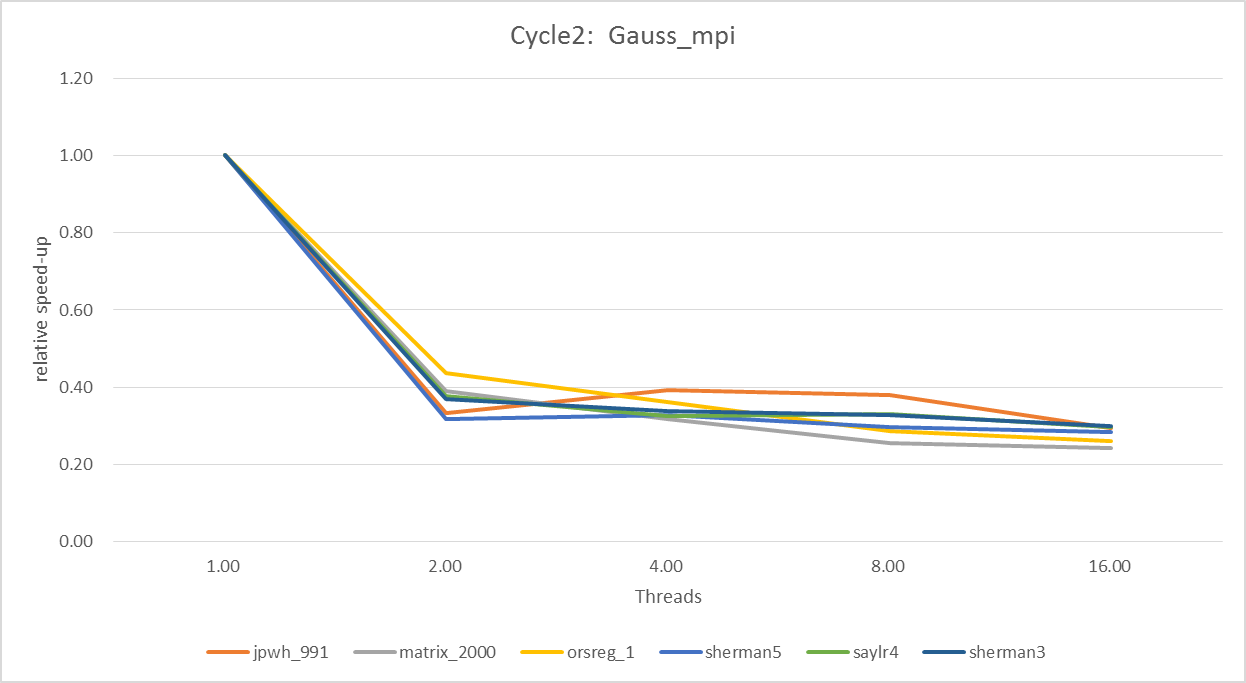 Cycle2:  Gauss_mpi
1.20
1.00
0.80
0.60
0.40
0.20
0.00
relative speed-up
1.00 2.00 4.00 8.00 16.00
Threads
jpwh_991 matrix_2000 orsreg_1 sherman5 saylr4 sherman3